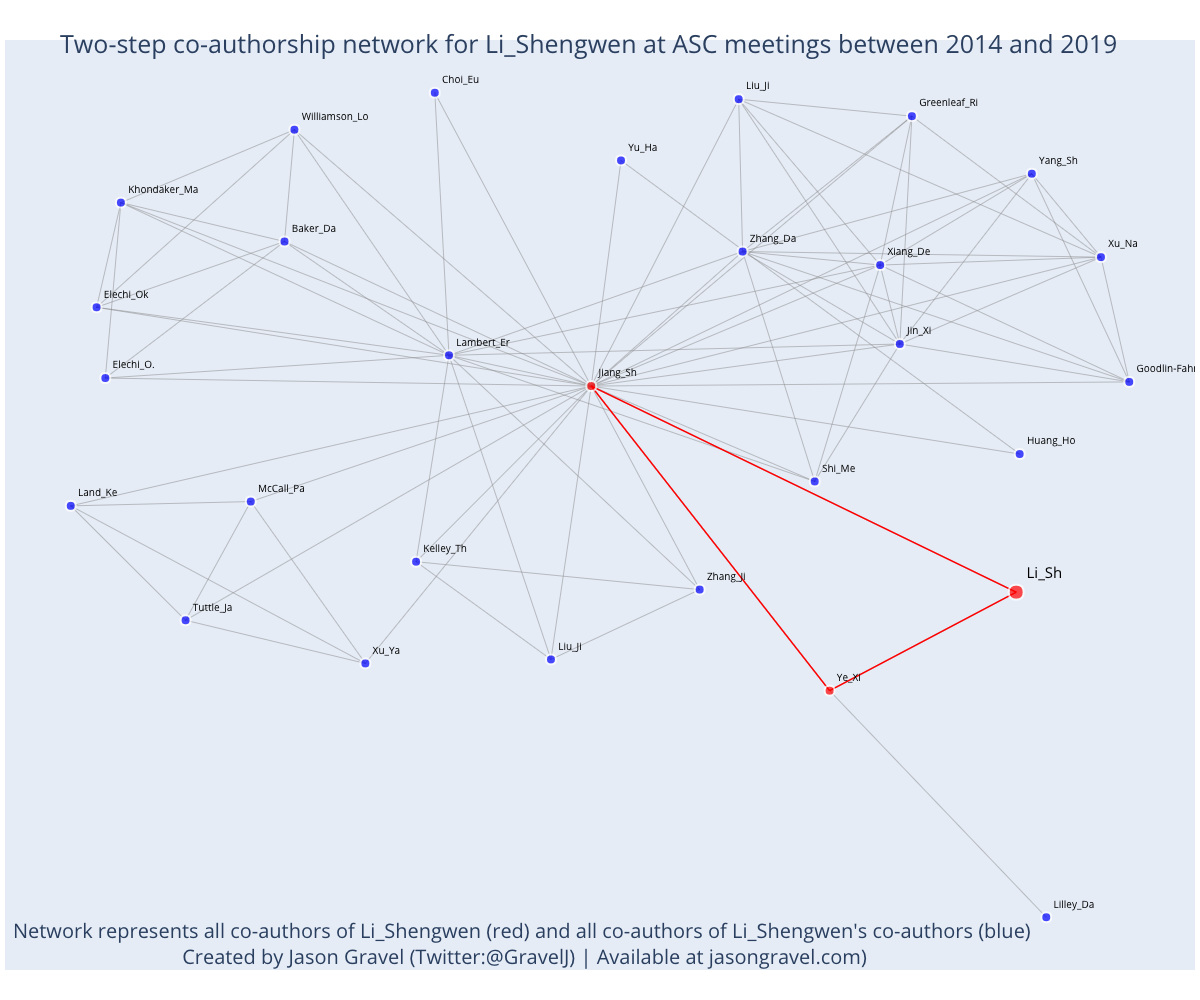 Two-step co-authorship network for Li_Shengwen at ASC meetings between 2014 and 2019
Choi_Eu
Liu_Ji
Greenleaf_Ri
Williamson_Lo
Yu_Ha
Yang_Sh
Khondaker_Ma
Baker_Da
Zhang_Da
Xiang_De
Xu_Na
Elechi_Ok
Jin_Xi
Lambert_Er
Elechi_O.
Jiang_Sh
Goodlin-Fahn
Huang_Ho
Shi_Me
Land_Ke
McCall_Pa
Kelley_Th
Zhang_Ji
Li_Sh
Tuttle_Ja
Xu_Ya
Liu_Ji
Ye_Xi
Lilley_Da
Network represents all co-authors of Li_Shengwen (red) and all co-authors of Li_Shengwen's co-authors (blue)
Created by Jason Gravel (Twitter:@GravelJ) | Available at jasongravel.com)